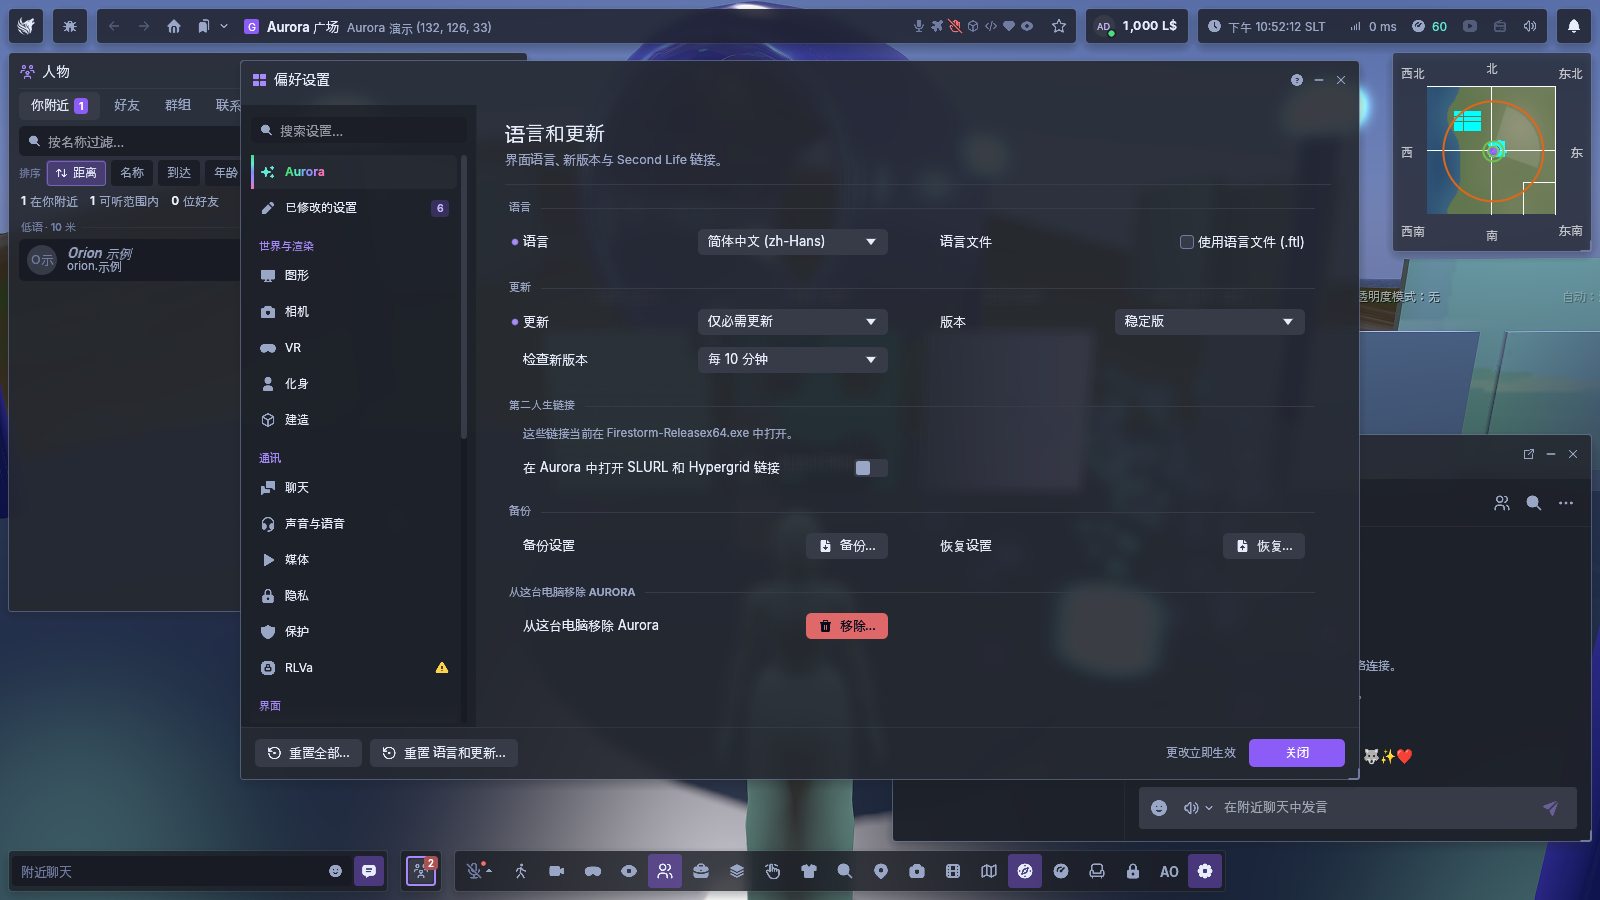 Aurora 广场 Aurora 演示 (132, 126, 33)
AD 1,000 L$
下午 10:52:12 SLT 0 ms 60
人物
你附近 1 好友 群组 联系
按名称过滤...
排序 距离 名称 到达 年龄
1 在你附近 1 可听范围内 0 位好友
低语 · 10 米
O示 Orion 示例
orion.示例
偏好设置
搜索设置...
Aurora
已修改的设置 6
世界与渲染
图形
相机
VR
化身
建造
通讯
聊天
声音与语音
媒体
隐私
保护
RLVa
界面
语言和更新
界面语言、新版本与 Second Life 链接。
语言
语言 简体中文 (zh-Hans) 语言文件 使用语言文件 (.ftl)
更新
更新 仅必需更新 版本 稳定版
检查新版本 每 10 分钟
第二人生链接
这些链接当前在 Firestorm-Releasex64.exe 中打开。
在 Aurora 中打开 SLURL 和 Hypergrid 链接
备份
备份设置 备份... 恢复设置 恢复...
从这台电脑移除 AURORA
从这台电脑移除 Aurora 移除...
重置全部... 重置 语言和更新... 更改立即生效 关闭
西北 北 东北
西 东
西南 南 东南
透明度模式：无 自动：
连接。
🐺✨❤️
在附近聊天中发言
附近聊天
2
AO